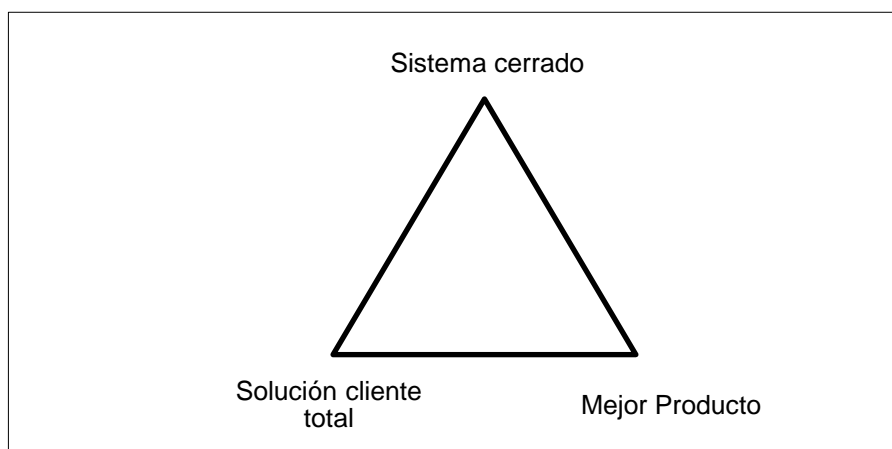 Sistema cerrado
Solución cliente
total
Mejor Producto